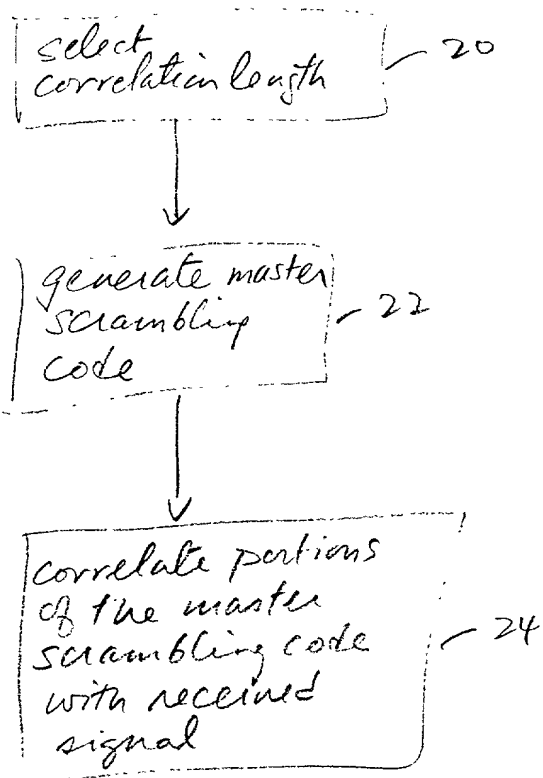 select
correlation length
20
generate master
scrambling
code
22
correlate portions
of the master
scrambling code
with received
signal
24